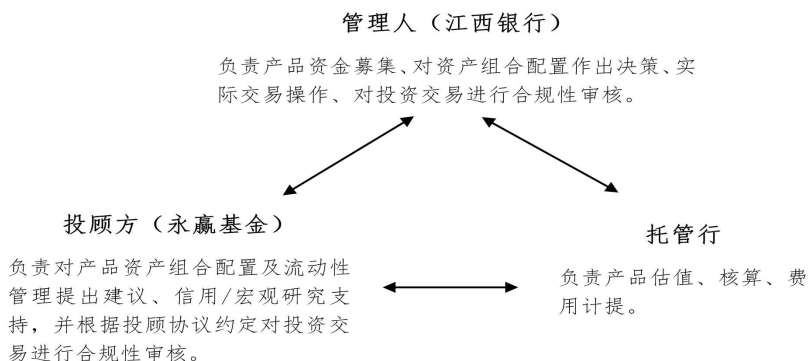 管理人（江西银行）
负责产品资金募集、对资产组合配置作出决策、实
际交易操作、对投资交易进行合规性审核。
投顾方（永赢基金）
负责对产品资产组合配置及流动性
管理提出建议、信用/宏观研究支
持，并根据投顾协议约定对投资交
易进行合规性审核。
托管行
负责产品估值、核算、费
用计提。